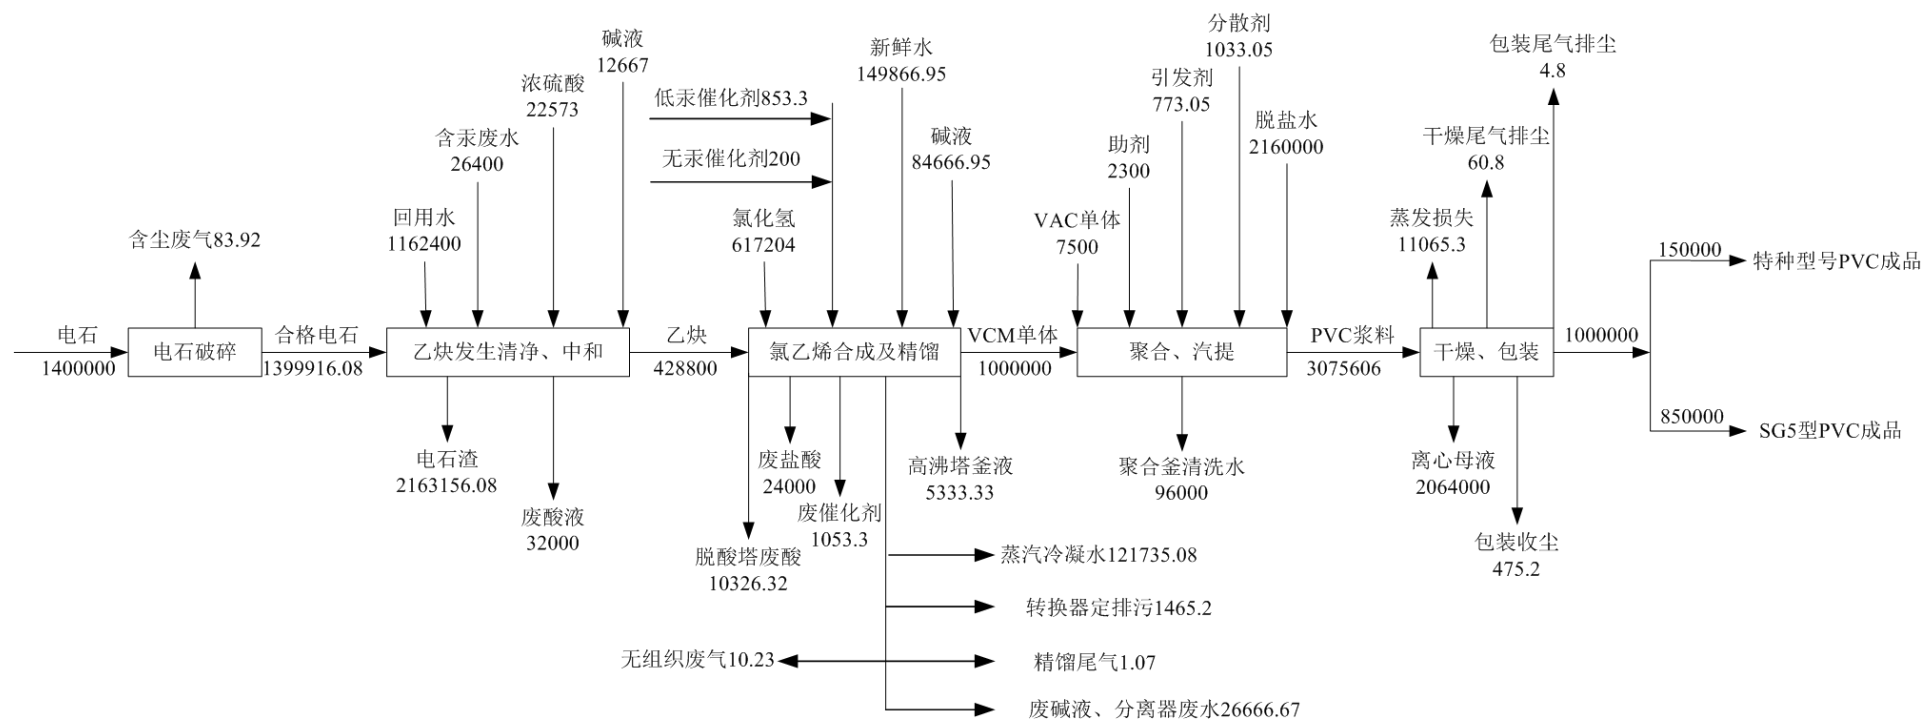 分散剂
1033.05
碱液
12667
新鲜水
149866.95
包装尾气排尘
4.8
浓硫酸
22573
引发剂
773.05
低汞催化剂853.3
含汞废水
26400
无汞催化剂200
碱液
84666.95
助剂
2300
脱盐水
2160000
干燥尾气排尘
60.8
回用水
1162400
氯化氢
617204
VAC单体
7500
蒸发损失
11065.3
含尘废气83.92
150000
特种型号PVC成品
电石
1400000
电石破碎
合格电石
1399916.08
乙炔发生清净、中和
乙炔
428800
氯乙烯合成及精馏
VCM单体
1000000
聚合、汽提
PVC浆料
3075606
干燥、包装
1000000
850000
SG5型PVC成品
电石渣
2163156.08
废酸液
32000
脱酸塔废酸
10326.32
废盐酸
24000
废催化剂
1053.3
高沸塔釜液
5333.33
聚合釜清洗水
96000
离心母液
2064000
包装收尘
475.2
蒸汽冷凝水121735.08
转换器定排污1465.2
无组织废气10.23
精馏尾气1.07
废碱液、分离器废水26666.67